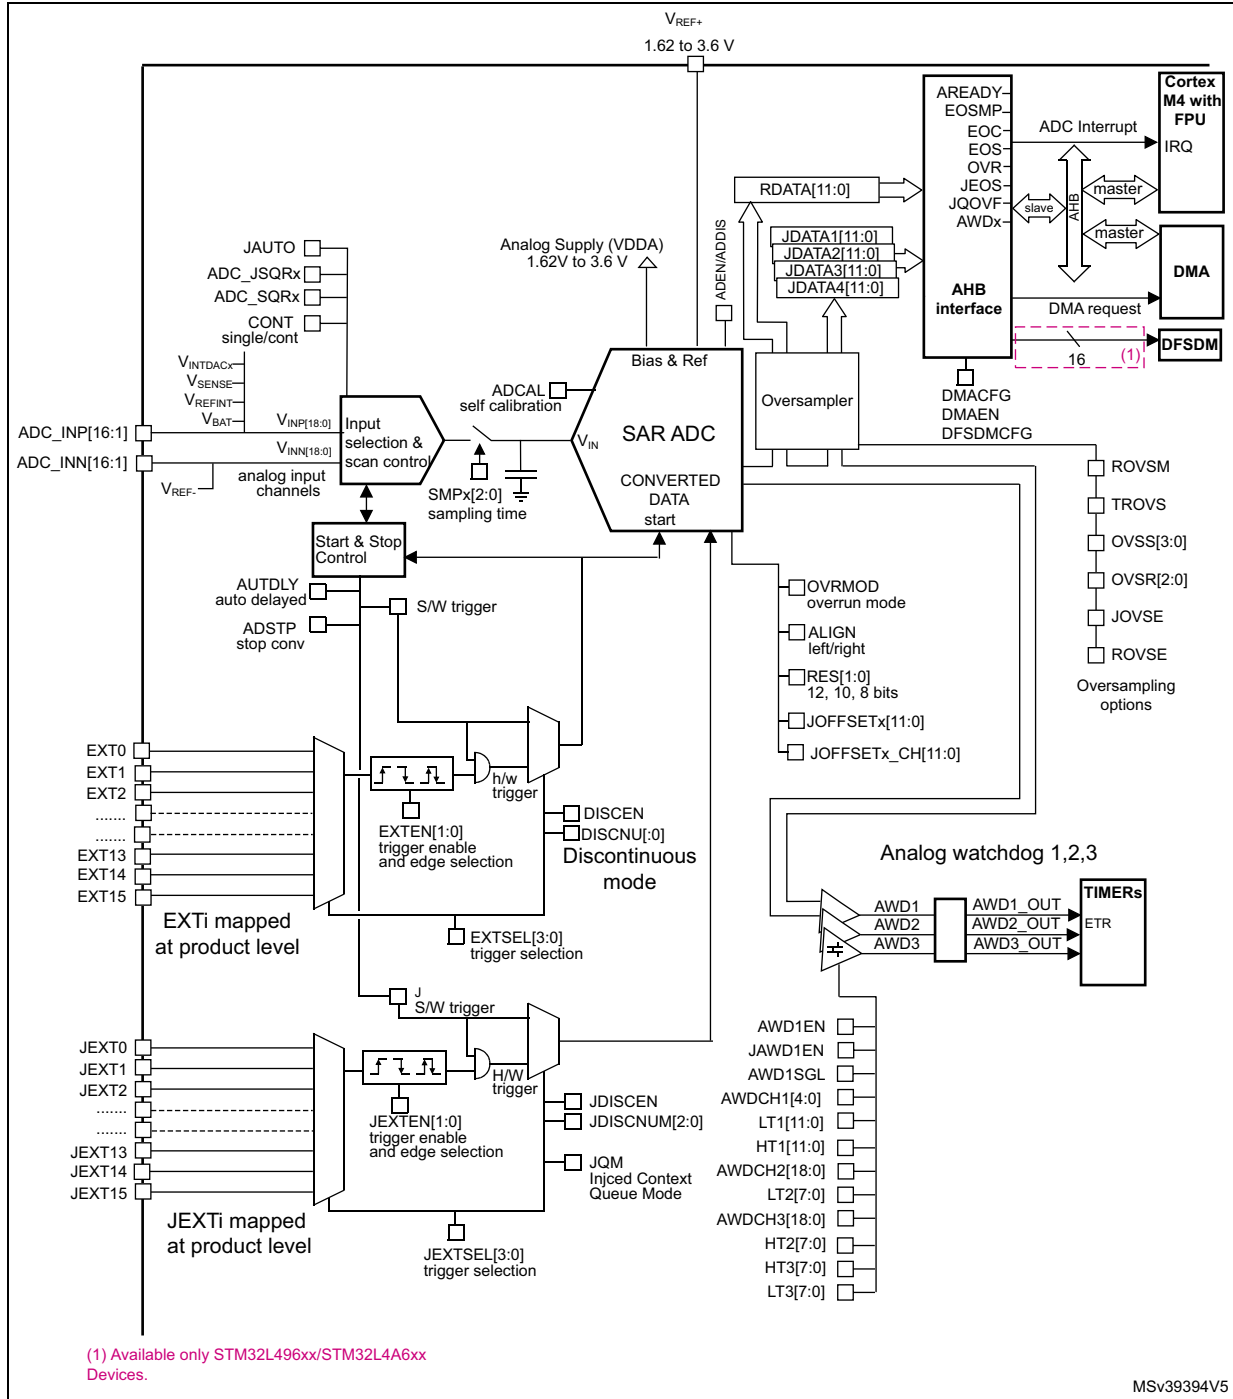 VREF+
1.62 to 3.6 V
Cortex
M4 with
FPU
IRQ
AREADY
EOSMP
EOC
EOS
OVR
JEOS
JQOVF
AWDx
ADC Interrupt
AHB
slave
master
master
DMA
AHB
interface
DMA request
16
(1)
DFSDM
DMACFG
DMAEN
DFSDMCFG
RDATA[11:0]
JDATA1[11:0]
JDATA2[11:0]
JDATA3[11:0]
JDATA4[11:0]
ADEN/ADDIS
Analog Supply (VDDA)
1.62V to 3.6 V
JAUTO
ADC_JSQRx
ADC_SQRx
CONT
single/cont
VINTDACx
VSENSE
VREFINT
VBAT
ADC_INP[16:1]
ADC_INN[16:1]
VINP[18:0]
VINN[18:0]
VREF-
analog input
channels
Input
selection &
scan control
SMPx[2:0]
sampling time
ADCAL
self calibration
Bias & Ref
VIN
SAR ADC
CONVERTED
DATA
start
Oversampler
ROVSM
TROVS
OVSS[3:0]
OVSR[2:0]
JOVSE
ROVSE
Oversampling
options
Start & Stop
Control
AUTDLY
auto delayed
ADSTP
stop conv
S/W trigger
OVRMOD
overrun mode
ALIGN
left/right
RES[1:0]
12, 10, 8 bits
JOFFSETx[11:0]
JOFFSETx_CH[11:0]
EXT0
EXT1
EXT2
.......
.......
EXT13
EXT14
EXT15
EXTi mapped
at product level
h/w
trigger
EXTEN[1:0]
trigger enable
and edge selection
DISCEN
DISCNU[:0]
Discontinuous
mode
EXTSEL[3:0]
trigger selection
Analog watchdog 1,2,3
AWD1
AWD2
AWD3
AWD1_OUT
AWD2_OUT
AWD3_OUT
TIMERs
ETR
J
S/W trigger
JEXT0
JEXT1
JEXT2
.......
.......
JEXT13
JEXT14
JEXT15
JEXTi mapped
at product level
H/W
trigger
JEXTEN[1:0]
trigger enable
and edge selection
JDISCEN
JDISCNUM[2:0]
JQM
Injced Context
Queue Mode
JEXTSEL[3:0]
trigger selection
AWD1EN
JAWD1EN
AWD1SGL
AWDCH1[4:0]
LT1[11:0]
HT1[11:0]
AWDCH2[18:0]
LT2[7:0]
AWDCH3[18:0]
HT2[7:0]
HT3[7:0]
LT3[7:0]
(1) Available only STM32L496xx/STM32L4A6xx
Devices.
MSv39394V5